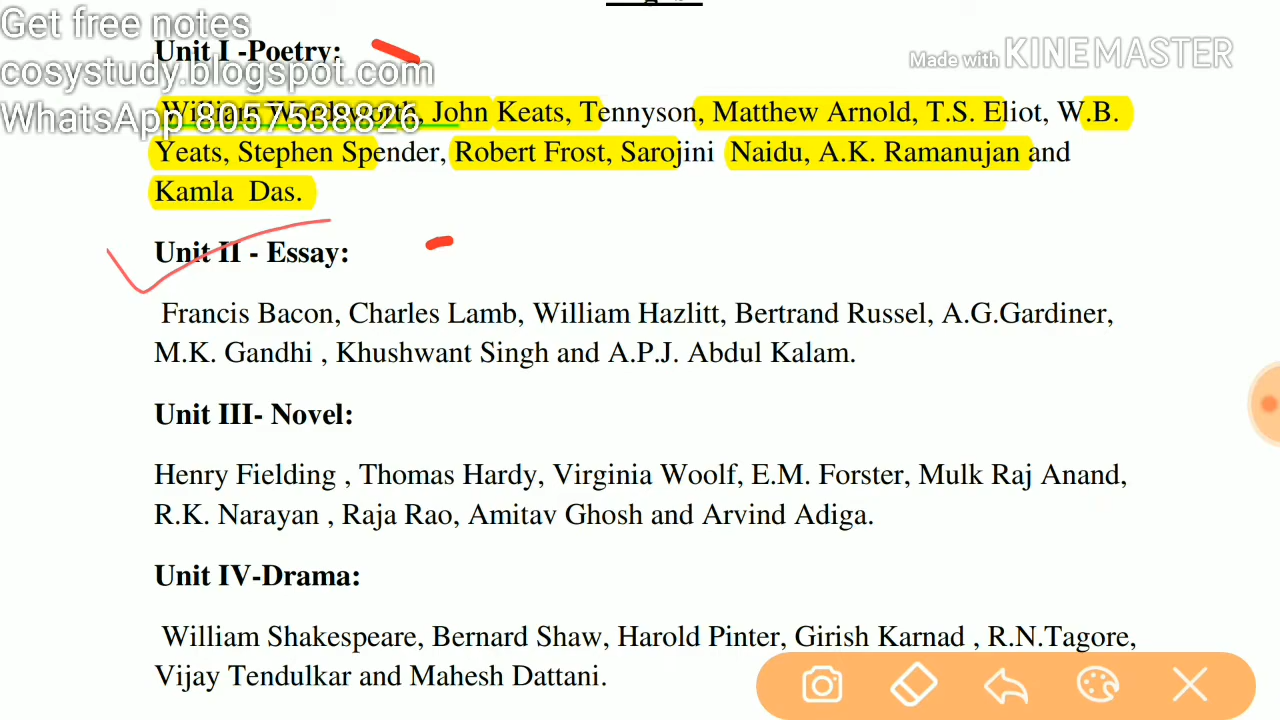 Get free notes
cosystudy.blogspot.com
WhatsApp 8057538826
Made with KINEMASTER
Unit I -Poetry:
William Wordsworth, John Keats, Tennyson, Matthew Arnold, T.S. Eliot, W.B.
Yeats, Stephen Spender, Robert Frost, Sarojini Naidu, A.K. Ramanujan and
Kamla Das.
Unit II - Essay:
Francis Bacon, Charles Lamb, William Hazlitt, Bertrand Russel, A.G.Gardiner,
M.K. Gandhi , Khushwant Singh and A.P.J. Abdul Kalam.
Unit III- Novel:
Henry Fielding , Thomas Hardy, Virginia Woolf, E.M. Forster, Mulk Raj Anand,
R.K. Narayan , Raja Rao, Amitav Ghosh and Arvind Adiga.
Unit IV-Drama:
William Shakespeare, Bernard Shaw, Harold Pinter, Girish Karnad , R.N.Tagore,
Vijay Tendulkar and Mahesh Dattani.